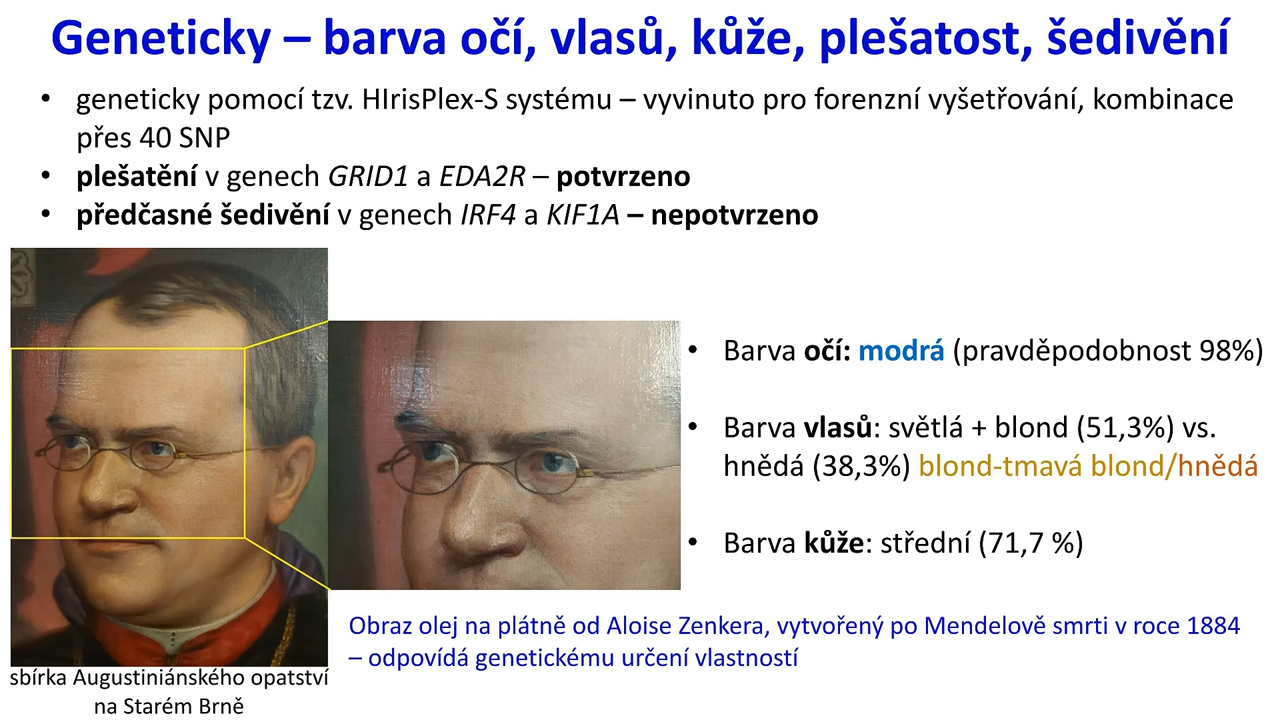 Geneticky – barva očí, vlasů, kůže, plešatost, šedivění
• geneticky pomocí tzv. HIrisPlex-S systému – vyvinuto pro forenzní vyšetřování, kombinace
přes 40 SNP
• plešatění v genech GRID1 a EDA2R – potvrzeno
• předčasné šedivění v genech IRF4 a KIF1A – nepotvrzeno
• Barva očí: modrá (pravděpodobnost 98%)
• Barva vlasů: světlá + blond (51,3%) vs.
hnědá (38,3%) blond-tmavá blond/hnědá
• Barva kůže: střední (71,7 %)
Obraz olej na plátně od Aloise Zenkera, vytvořený po Mendelově smrti v roce 1884
– odpovídá genetickému určení vlastností
sbírka Augustiniánského opatství
na Starém Brně